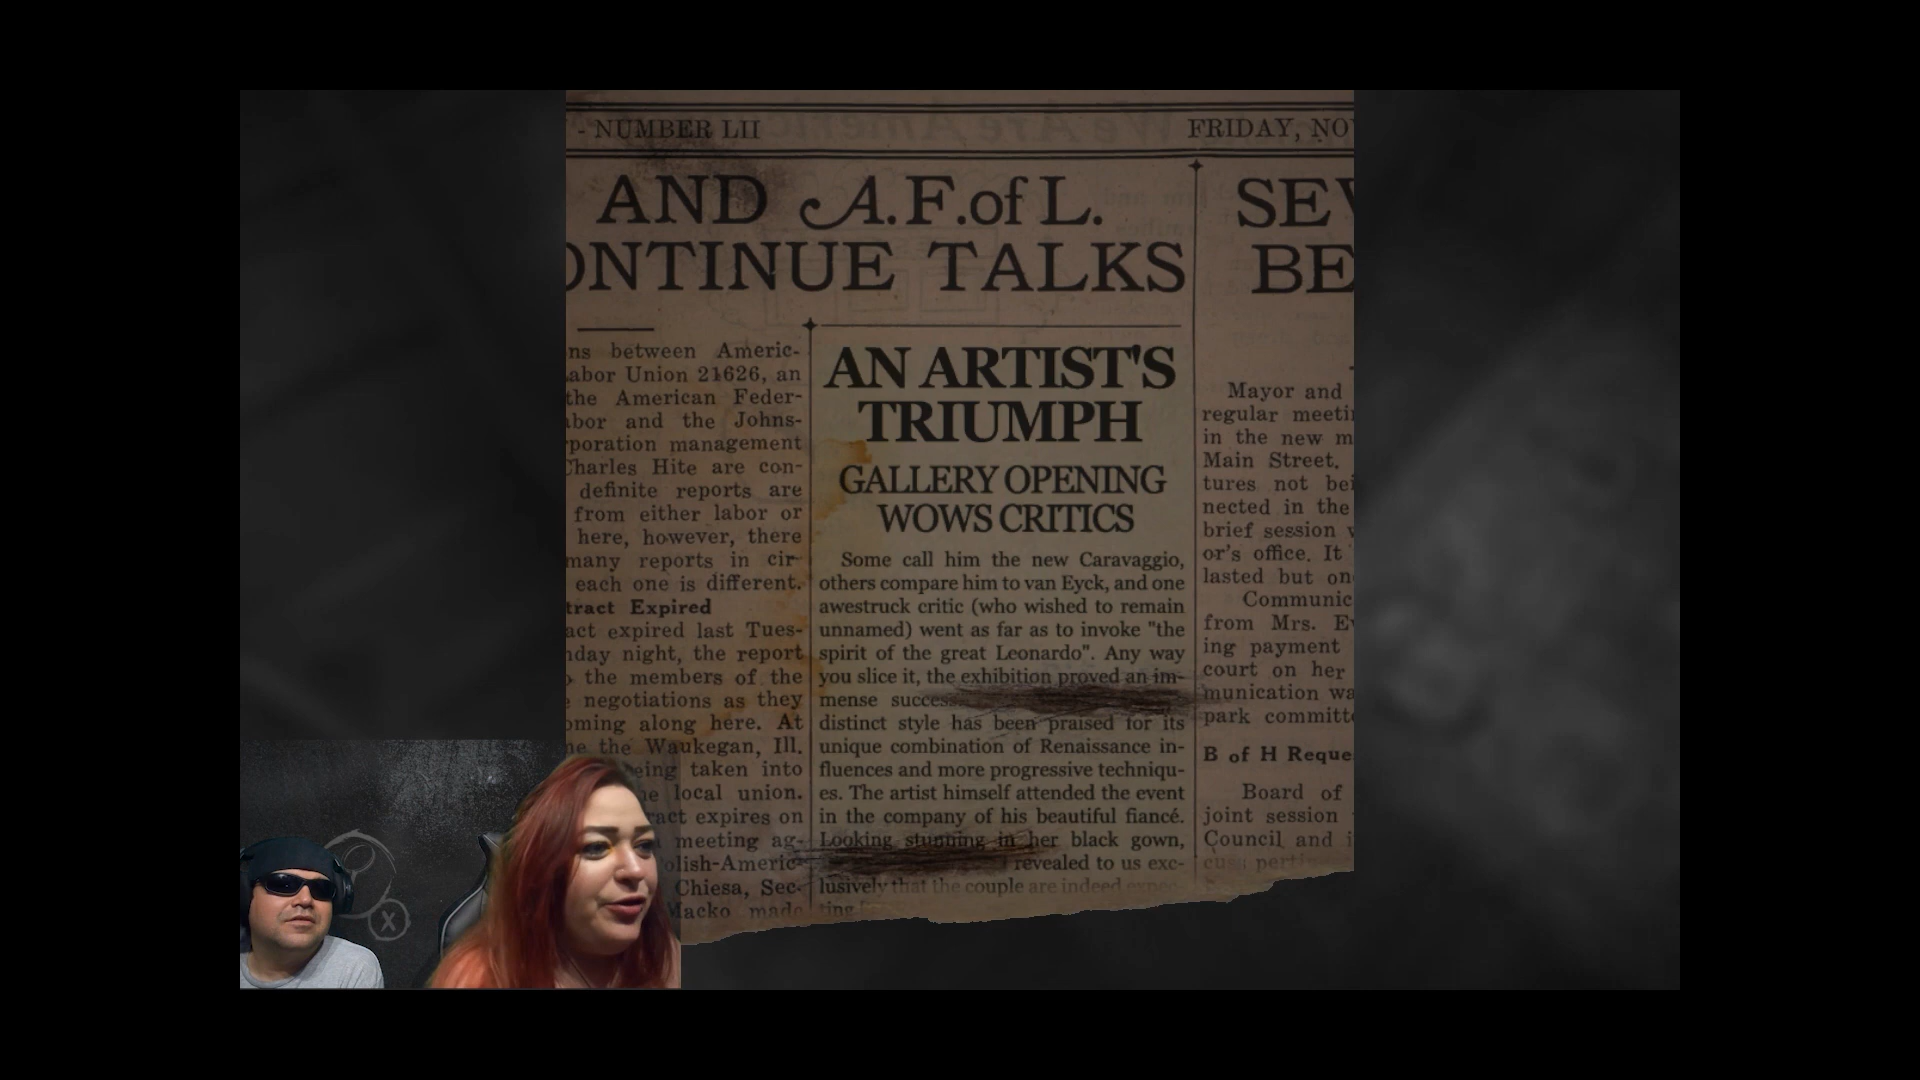 - NUMBER LII
FRIDAY, NO
AND A.F. of L.
ONTINUE TALKS
SEV
BE
ns between Americ-
abor Union 21626, an
the American Feder-
abor and the Johns-
rporation management
Charles Hite are con-
definite reports are
from either labor or
here, however, there
many reports in cir-
each one is different.
tract Expired
act expired last Tues-
nday night, the report
the members of the
negotiations as they
oming along here. At
the Waukegan, Ill.
eing taken into
local union.
ract expires on
meeting ag-
olish-Americ-
Chiesa, Sec-
Macko made
AN ARTIST'S
TRIUMPH
GALLERY OPENING
WOWS CRITICS
Some call him the new Caravaggio,
others compare him to van Eyck, and one
awestruck critic (who wished to remain
unnamed) went as far as to invoke "the
spirit of the great Leonardo". Any way
you slice it, the exhibition proved an im-
mense success
distinct style has been praised for its
unique combination of Renaissance in-
fluences and more progressive techniqu-
es. The artist himself attended the event
in the company of his beautiful fiancé.
Looking stunning in her black gown,
revealed to us exc-
lusively that the couple are indeed expec-
ting.
Mayor and
regular meeti
in the new m
Main Street.
tures not bei
nected in the
brief session
or's office. It
lasted but on
Communic
from Mrs. Ev
ing payment
court on her
munication wa
park committ
B of H Reque
Board of
joint session
Council and i
X